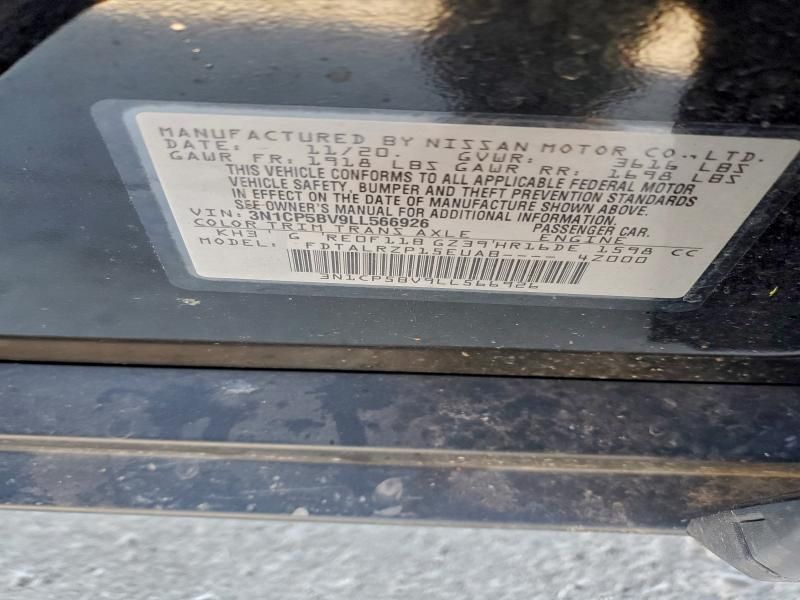 MANUFACTURED BY NISSAN MOTOR CO.,LTD.
DATE: 11/20. GVWR: 3616 LBS
GAWR FR: 1918 LBS GAWR RR: 1698 LBS
THIS VEHICLE CONFORMS TO ALL APPLICABLE FEDERAL MOTOR
VEHICLE SAFETY, BUMPER AND THEFT PREVENTION STANDARDS
IN EFFECT ON THE DATE OF MANUFACTURE SHOWN ABOVE.
SEE OWNER'S MANUAL FOR ADDITIONAL INFORMATION
VIN: 3N1CP5BV9LL566926 PASSENGER CAR.
COLOR TRIM TRANS AXLE ENGINE
KH3 G RE0F11B GZ39 HR16DE 1598 CC
MODEL: FDTALRZP15EUAB---- 4Z000
3N1CP5BV9LL566926